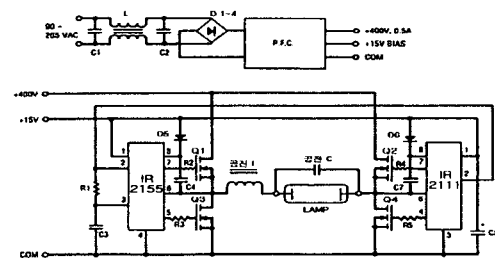 L
D 1-4
90 ~
265 VAC
C1
C2
P.F.C.
+400V, 0.5A
+15V BIAS
COM
+400V
+15V
D5
Q1
R2
C4
IR
2155
1
2
3
4
8
7
6
5
R1
C3
Q3
R3
공진 L
공진 C
LAMP
D6
Q2
R4
C7
Q4
R5
IR
2111
8
7
6
4
1
2
3
COM